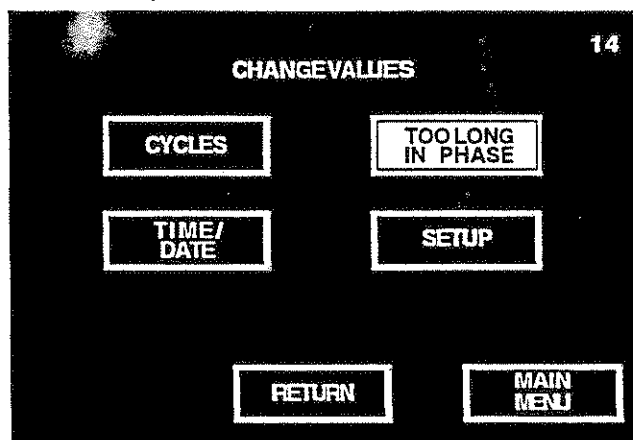 14
CHANGEVALUES
CYCLES
TOO LONG
IN PHASE
TIME/
DATE
SETUP
RETURN
MAIN
MENU